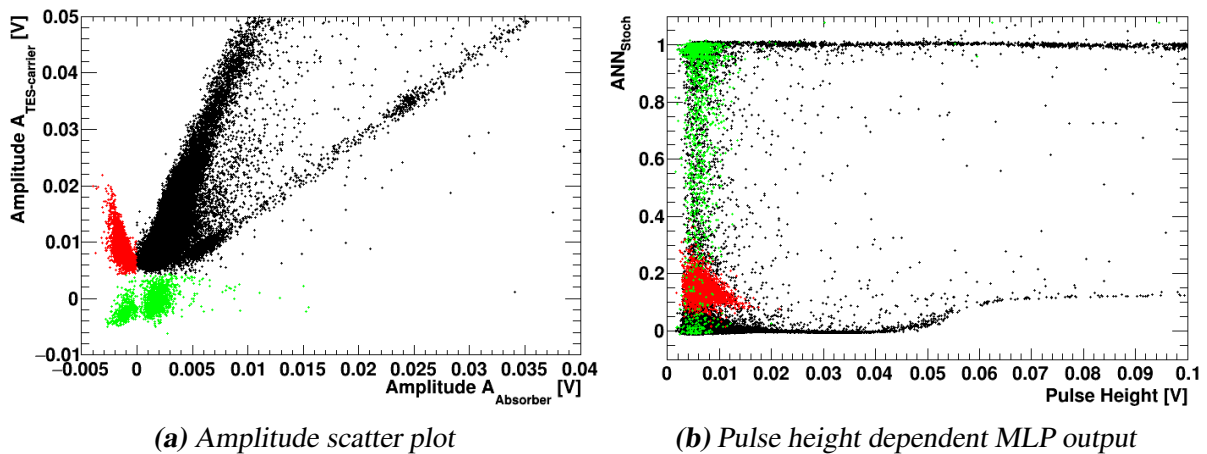 Amplitude A_TES-carrier [V]
0.05
0.04
0.03
0.02
0.01
0
−0.01
−0.005 0 0.005 0.01 0.015 0.02 0.025 0.03 0.035 0.04
Amplitude A_Absorber [V]
(a) Amplitude scatter plot
ANN_Stoch
1
0.8
0.6
0.4
0.2
0
0 0.01 0.02 0.03 0.04 0.05 0.06 0.07 0.08 0.09 0.1
Pulse Height [V]
(b) Pulse height dependent MLP output